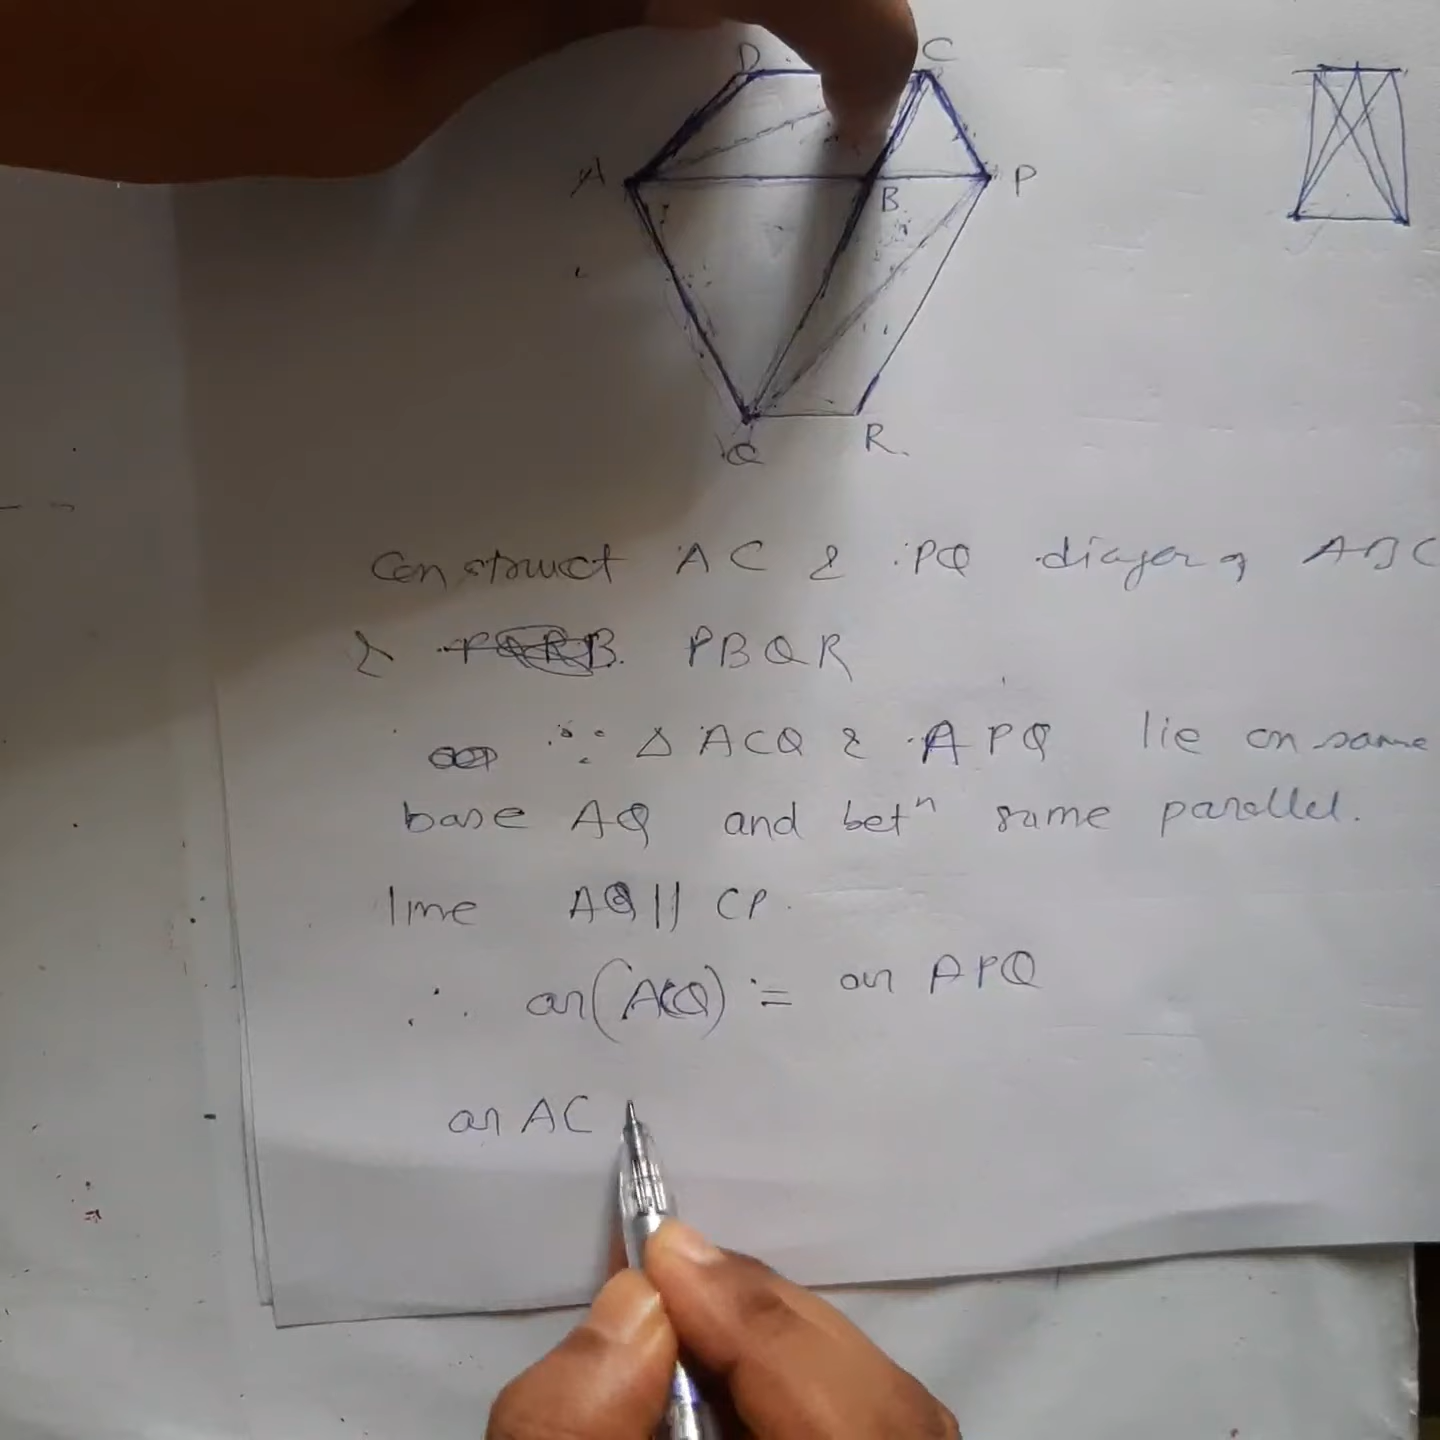 D C
A B P
Q R
Construct AC & PQ of ABC
& PBQR
∵ Δ ACQ & APQ lie on same
base AQ and betⁿ same parallel.
line AQ || CP.
∴ ar(ACQ) = ar APQ
ar AC